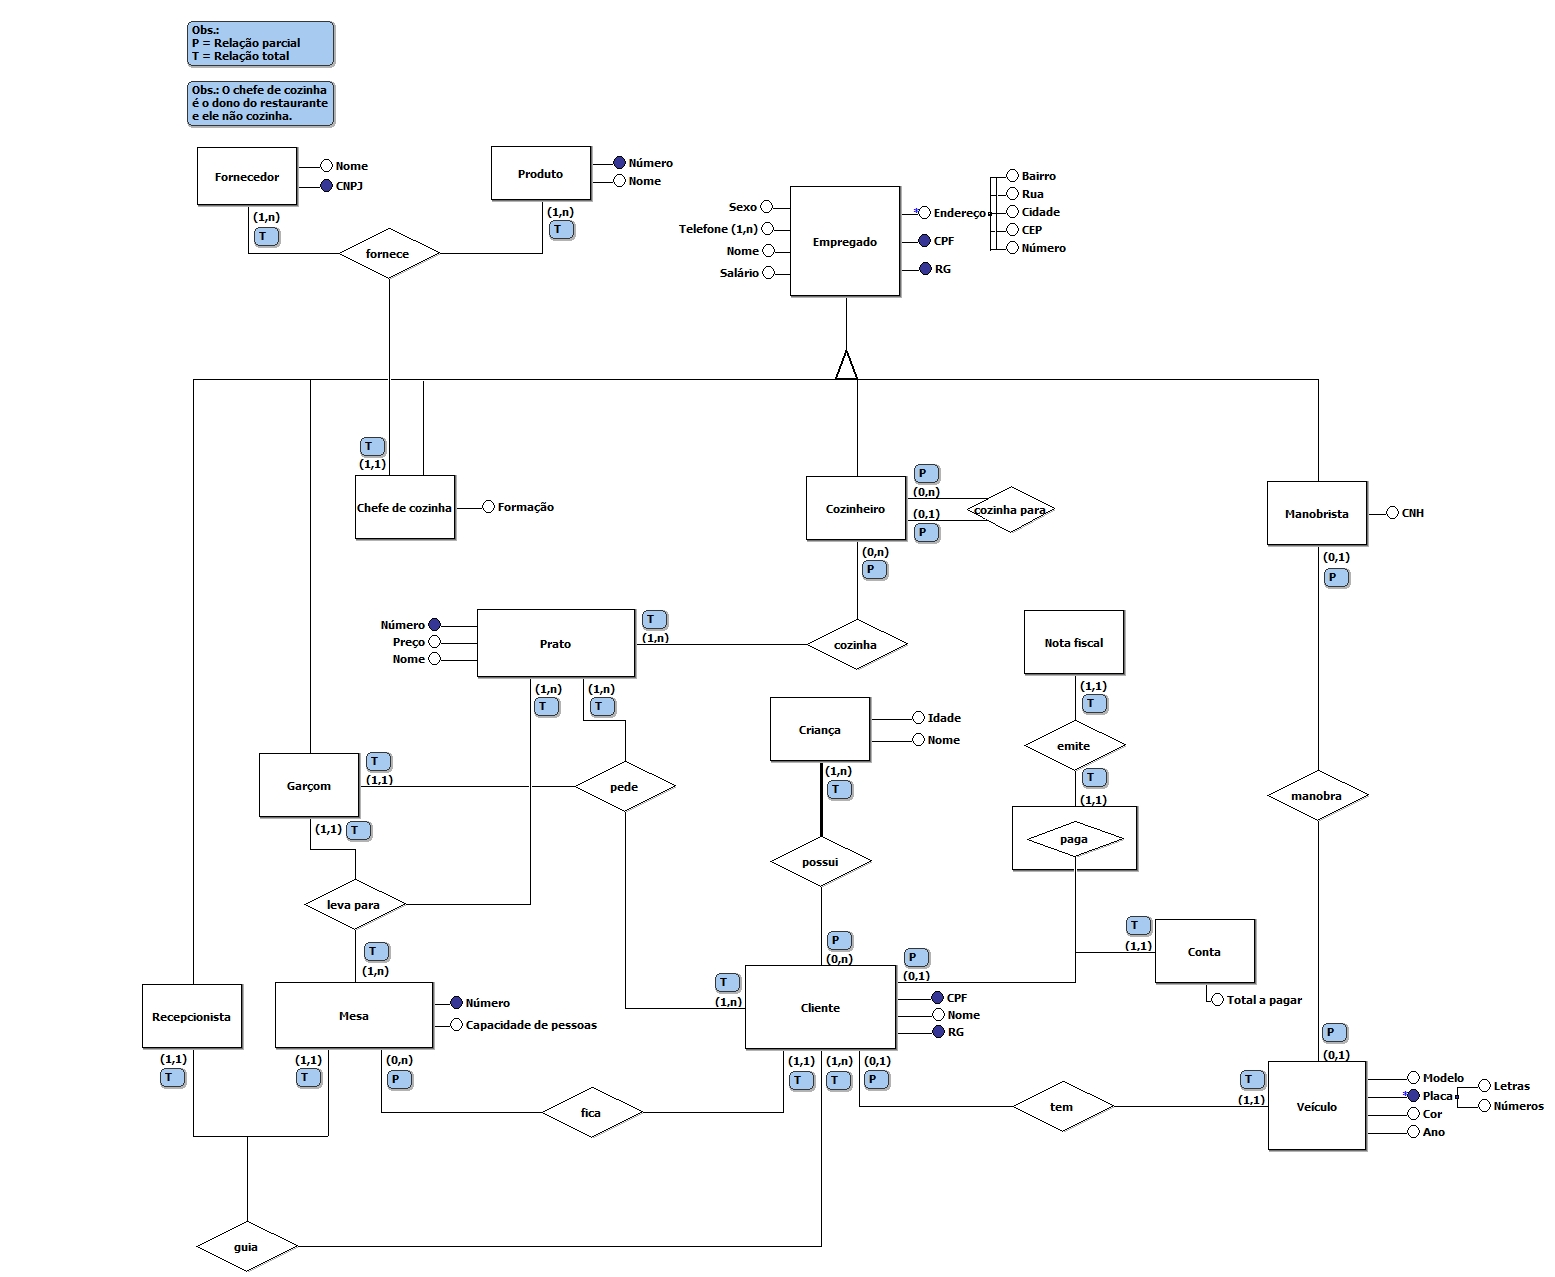 Obs.:
P = Relação parcial
T = Relação total
Obs.: O chefe de cozinha
é o dono do restaurante
e ele não cozinha.
Fornecedor
Nome
CNPJ
(1,n)
T
Produto
Número
Nome
(1,n)
T
fornece
Sexo
Telefone (1,n)
Nome
Salário
Empregado
* Endereço
CPF
RG
Bairro
Rua
Cidade
CEP
Número
T
(1,1)
Chefe de cozinha
Formação
Cozinheiro
P
(0,n)
(0,1)
P
cozinha para
(0,n)
P
Manobrista
CNH
(0,1)
P
Número
Preço
Nome
Prato
T
(1,n)
cozinha
(1,n)
T
(1,n)
T
Nota fiscal
(1,1)
T
emite
T
(1,1)
paga
Criança
Idade
Nome
(1,n)
T
possui
P
(0,n)
Garçom
T
(1,1)
pede
(1,1)
T
leva para
T
(1,n)
manobra
P
(0,1)
T
(1,1)
Conta
Total a pagar
Recepcionista
(1,1)
T
Mesa
Número
Capacidade de pessoas
(1,1)
T
(0,n)
P
T
(1,n)
Cliente
P
(0,1)
CPF
Nome
RG
(1,1)
T
(1,n)
T
(0,1)
P
fica
tem
T
(1,1)
Veículo
Modelo
* Placa
Cor
Ano
Letras
Números
guia